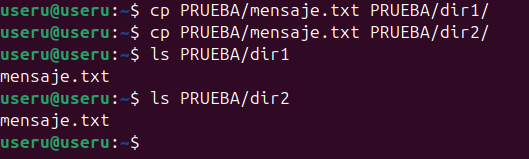 useru@useru:~$ cp PRUEBA/mensaje.txt PRUEBA/dir1/
useru@useru:~$ cp PRUEBA/mensaje.txt PRUEBA/dir2/
useru@useru:~$ ls PRUEBA/dir1
mensaje.txt
useru@useru:~$ ls PRUEBA/dir2
mensaje.txt
useru@useru:~$